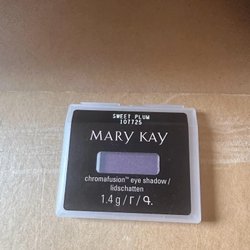 SWEET PLUM
107725
MARY KAY
chromafusion™ eye shadow /
lidschatten
1.4 g / г / գ.